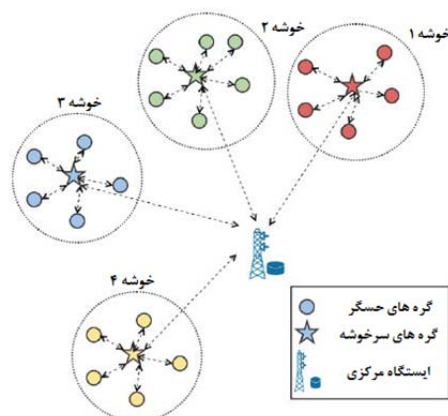 خوشه ۱
خوشه ۲
خوشه ۳
خوشه ۴
گره های حسگر
گره های سرخوشه
ایستگاه مرکزی